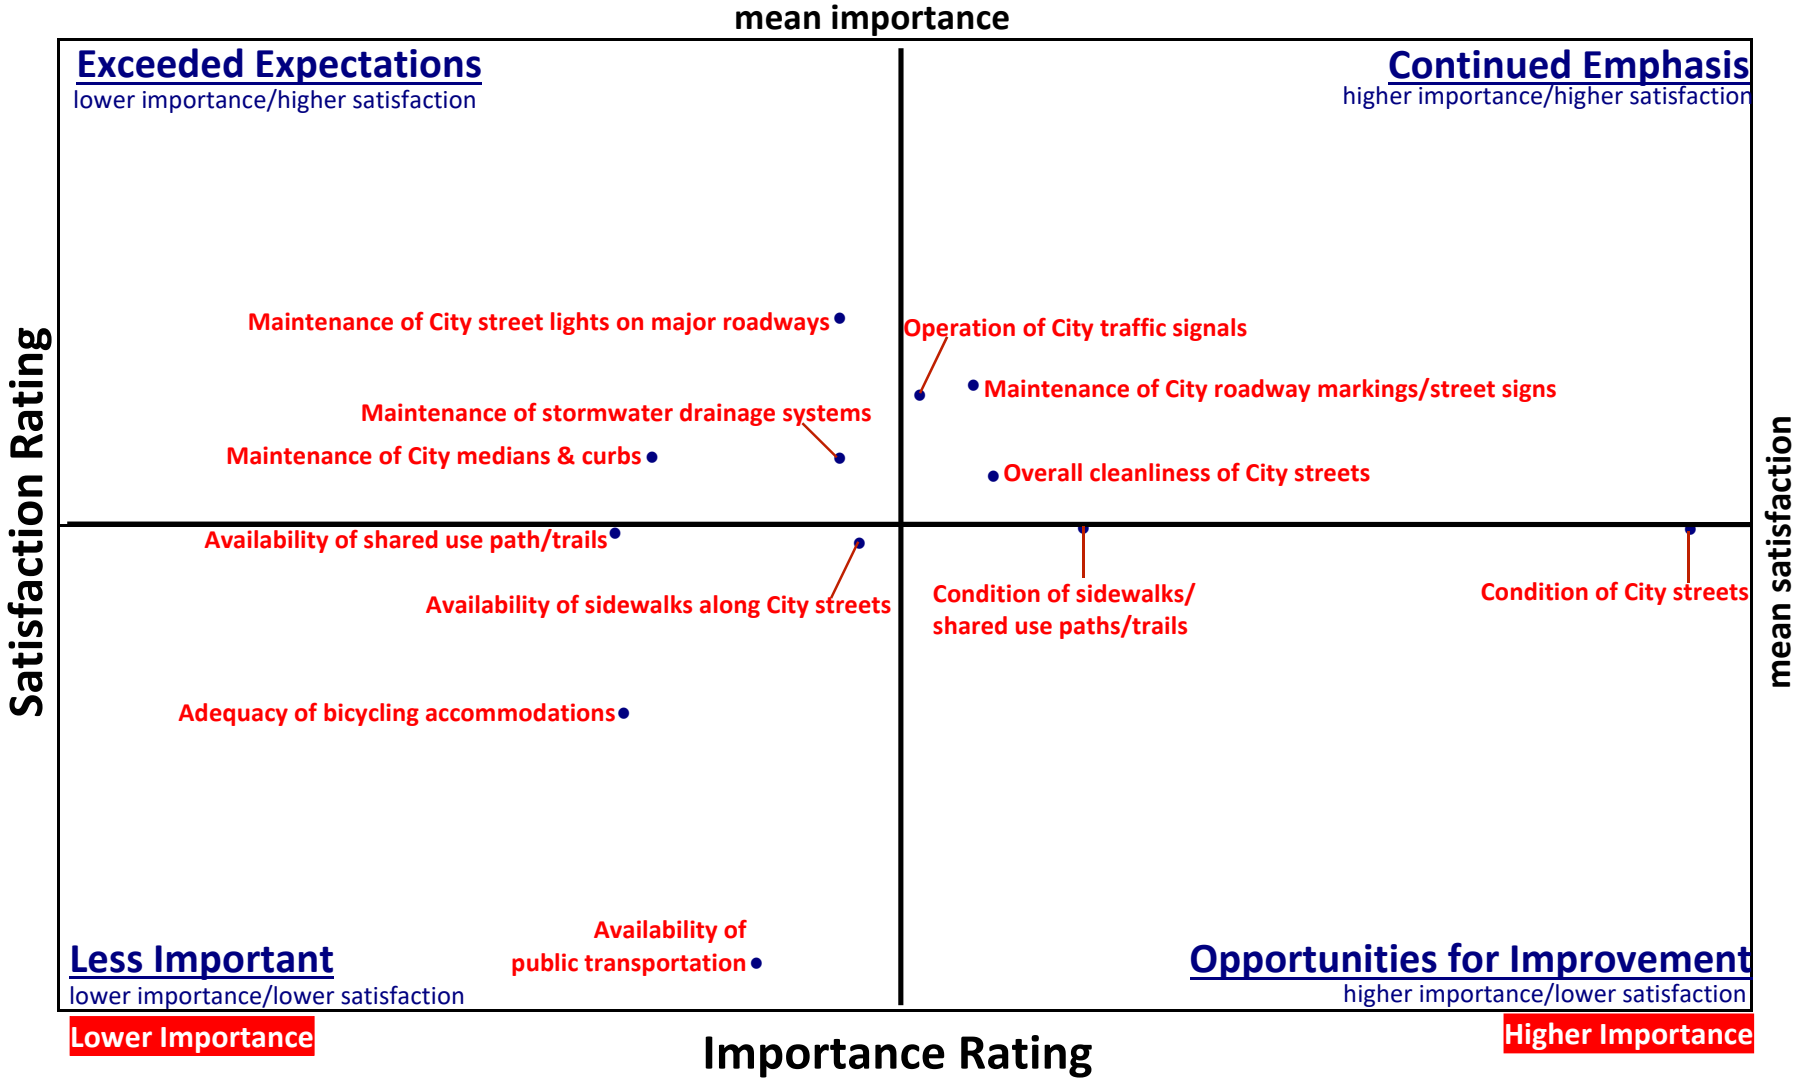 mean importance
Exceeded Expectations
lower importance/higher satisfaction
Continued Emphasis
higher importance/higher satisfaction
Maintenance of City street lights on major roadways
Operation of City traffic signals
Maintenance of City roadway markings/street signs
Maintenance of stormwater drainage systems
Maintenance of City medians & curbs
Overall cleanliness of City streets
Satisfaction Rating
mean satisfaction
Availability of shared use path/trails
Availability of sidewalks along City streets
Condition of sidewalks/
shared use paths/trails
Condition of City streets
Adequacy of bicycling accommodations
Availability of
public transportation
Less Important
lower importance/lower satisfaction
Opportunities for Improvement
higher importance/lower satisfaction
Lower Importance
Importance Rating
Higher Importance